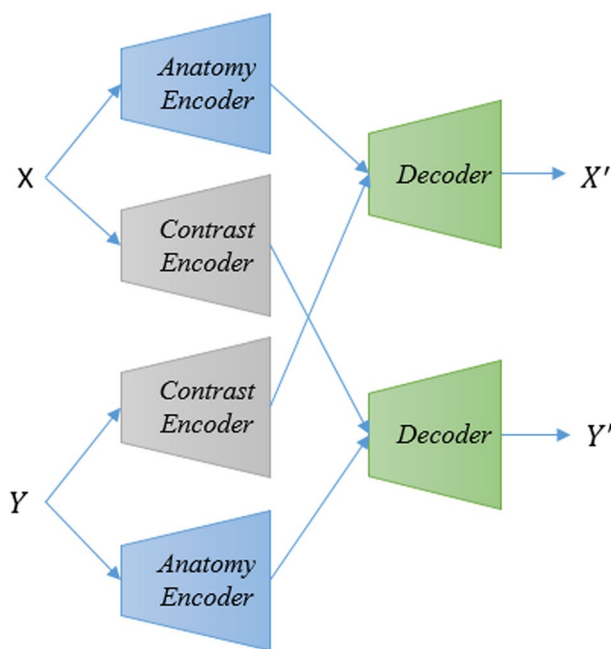 Anatomy
Encoder
X
Contrast
Encoder
Decoder
X'
Contrast
Encoder
Y
Anatomy
Encoder
Decoder
Y'